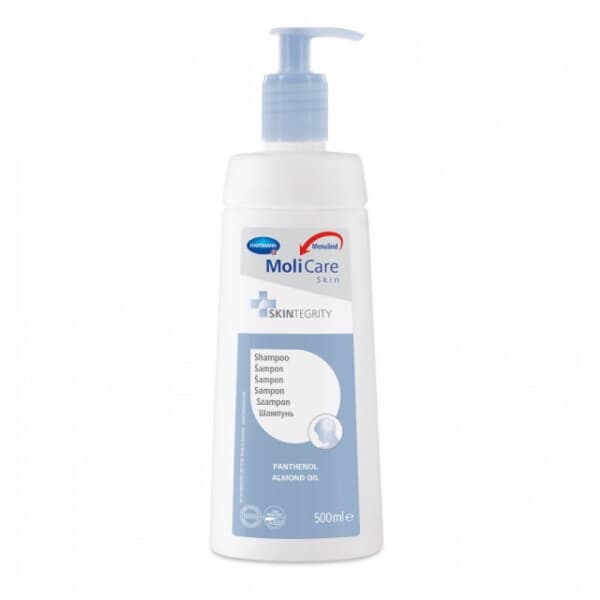 HARTMANN
Menalind
MoliCare
Skin
SKINTEGRITY
Shampoo
Šampon
Šampon
Sampon
Szampon
Шампунь
PANTHENOL
ALMOND OIL
500ml e